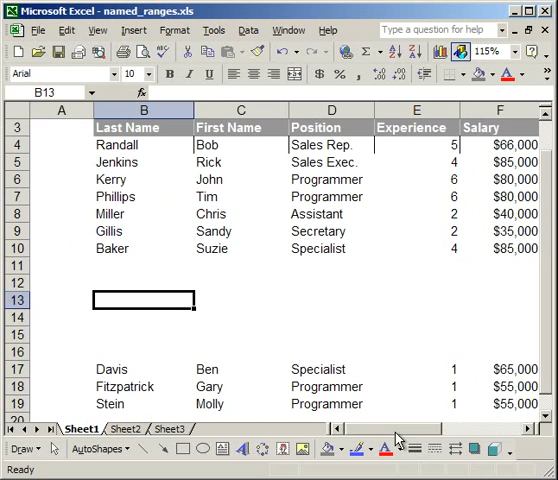 Microsoft Excel - named_ranges.xls
File Edit View Insert Format Tools Data Window Help Type a question for help
115%
Arial 10 B I U $ % ,
B13 fx
A B C D E F
3 Last Name First Name Position Experience Salary
4 Randall Bob Sales Rep. 5 $66,000
5 Jenkins Rick Sales Exec. 4 $85,000
6 Kerry John Programmer 6 $80,000
7 Phillips Tim Programmer 6 $80,000
8 Miller Chris Assistant 2 $40,000
9 Gillis Sandy Secretary 2 $35,000
10 Baker Suzie Specialist 4 $85,000
11
12
13
14
15
16
17 Davis Ben Specialist 1 $65,000
18 Fitzpatrick Gary Programmer 1 $55,000
19 Stein Molly Programmer 1 $55,000
20
Sheet1 Sheet2 Sheet3
Draw AutoShapes
Ready